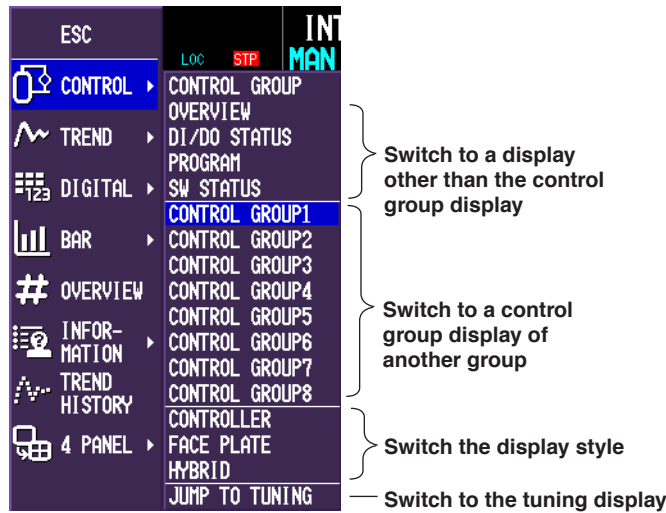 ESC
INT
LOC STP MAN
CONTROL
TREND
DIGITAL
123
BAR
OVERVIEW
INFOR-
MATION
TREND
HISTORY
4 PANEL
CONTROL GROUP
OVERVIEW
DI/DO STATUS
PROGRAM
SW STATUS
CONTROL GROUP1
CONTROL GROUP2
CONTROL GROUP3
CONTROL GROUP4
CONTROL GROUP5
CONTROL GROUP6
CONTROL GROUP7
CONTROL GROUP8
CONTROLLER
FACE PLATE
HYBRID
JUMP TO TUNING
Switch to a display
other than the control
group display
Switch to a control
group display of
another group
Switch the display style
Switch to the tuning display